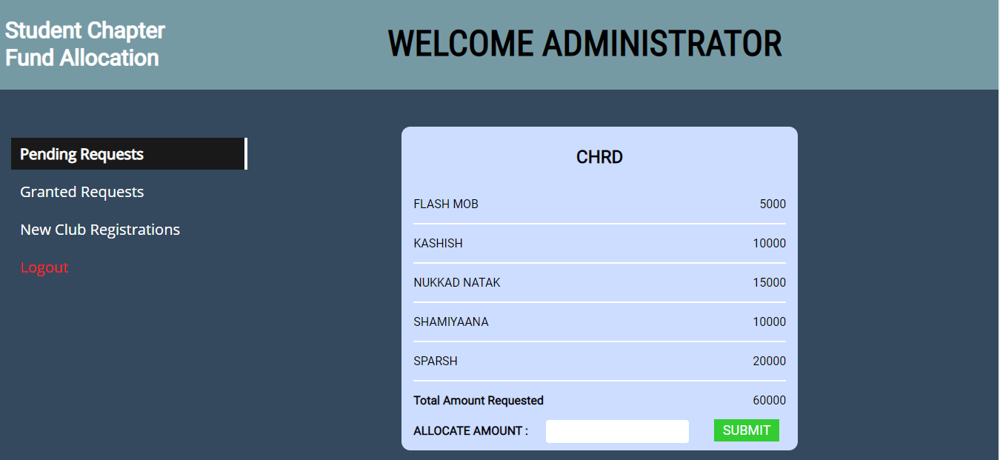 Student Chapter
Fund Allocation
WELCOME ADMINISTRATOR
Pending Requests
Granted Requests
New Club Registrations
Logout
CHRD
FLASH MOB 5000
KASHISH 10000
NUKKAD NATAK 15000
SHAMIYAANA 10000
SPARSH 20000
Total Amount Requested 60000
ALLOCATE AMOUNT : SUBMIT